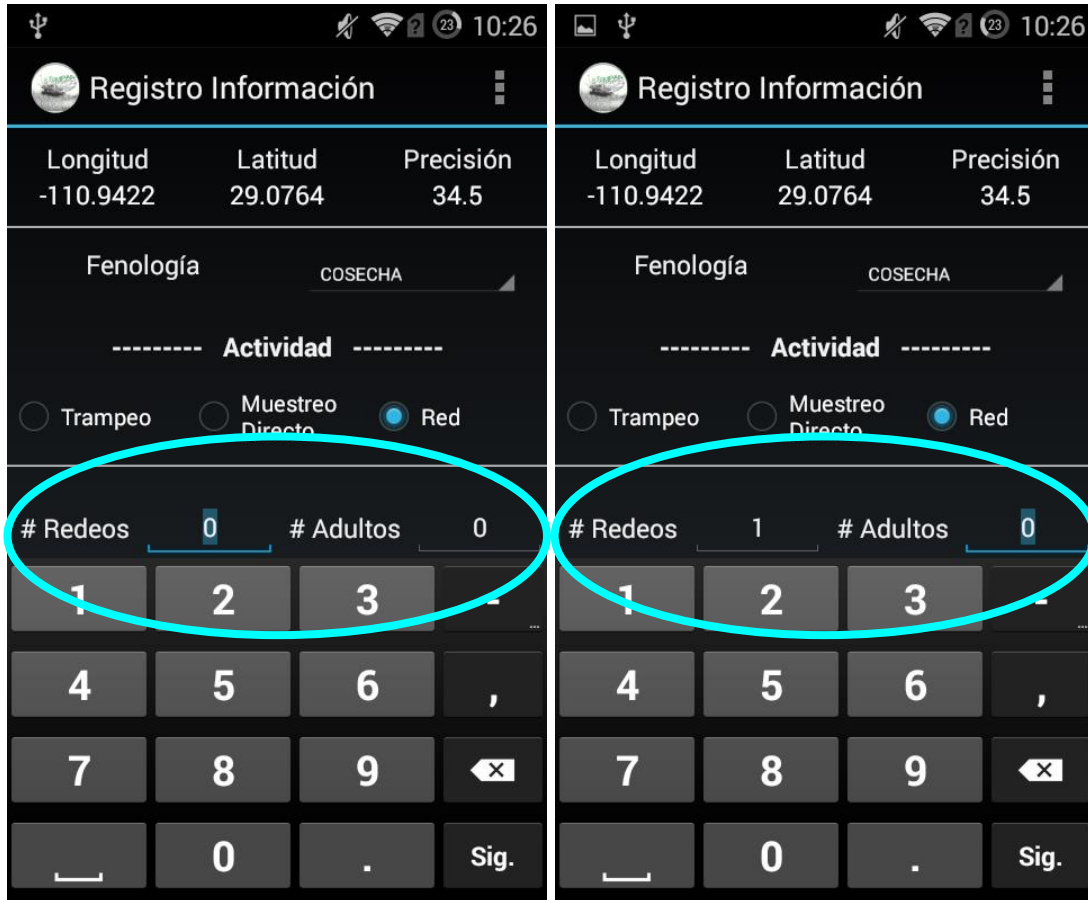 23 10:26
Registro Información
Longitud Latitud Precisión
-110.9422 29.0764 34.5
Fenología COSECHA
--------- Actividad ---------
Trampeo Muestreo Directo Red
# Redeos 0 # Adultos 0
1 2 3 -
...
4 5 6 ,
7 8 9
0 . Sig.
23 10:26
Registro Información
Longitud Latitud Precisión
-110.9422 29.0764 34.5
Fenología COSECHA
--------- Actividad ---------
Trampeo Muestreo Directo Red
# Redeos 1 # Adultos 0
1 2 3 -
...
4 5 6 ,
7 8 9
0 . Sig.